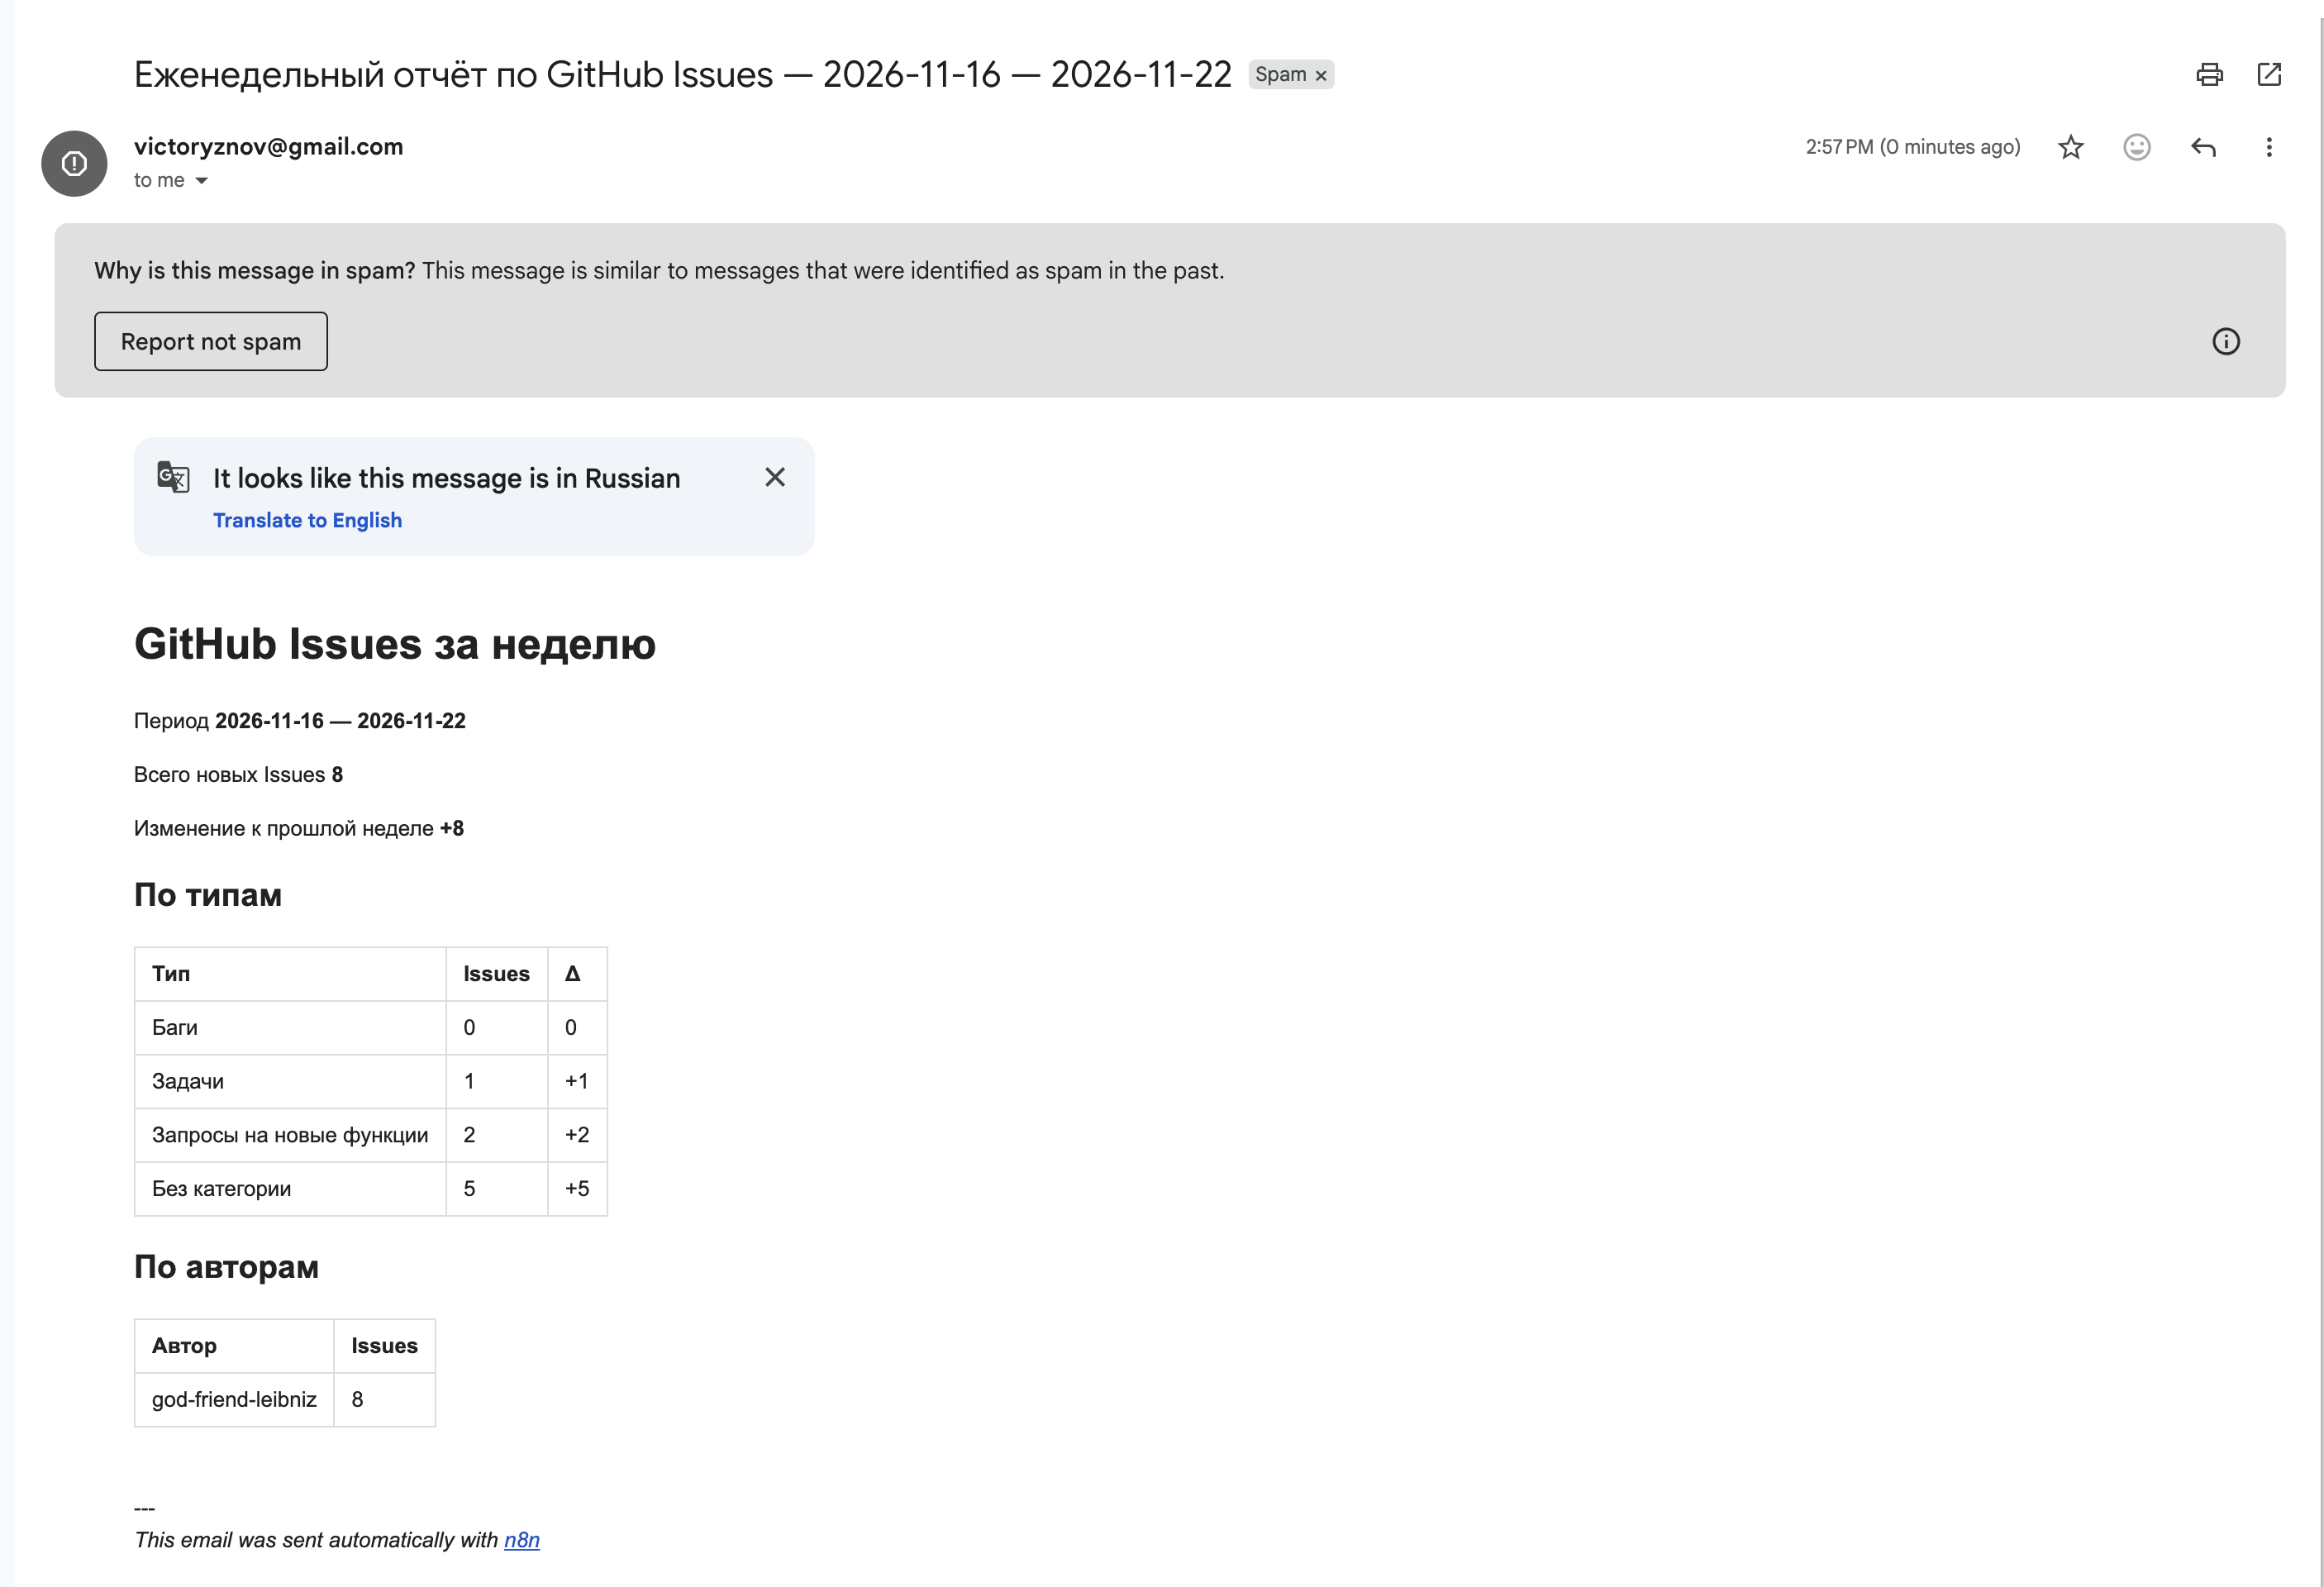 Еженедельный отчёт по GitHub Issues — 2026-11-16 — 2026-11-22 Spam ×
victoryznov@gmail.com 2:57 PM (0 minutes ago)
to me
Why is this message in spam? This message is similar to messages that were identified as spam in the past.
Report not spam
It looks like this message is in Russian
Translate to English
GitHub Issues за неделю
Период 2026-11-16 — 2026-11-22
Всего новых Issues 8
Изменение к прошлой неделе +8
По типам
Тип Issues Δ
Баги 0 0
Задачи 1 +1
Запросы на новые функции 2 +2
Без категории 5 +5
По авторам
Автор Issues
god-friend-leibniz 8
---
This email was sent automatically with n8n